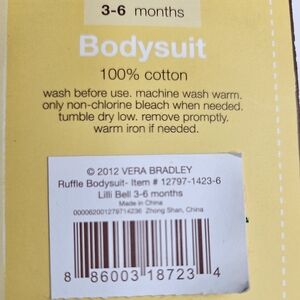 3-6 months
Bodysuit
100% cotton
wash before use. machine wash warm.
only non-chlorine bleach when needed.
tumble dry low. remove promptly.
warm iron if needed.
© 2012 VERA BRADLEY
Ruffle Bodysuit- Item # 12797-1423-6
Lilli Bell 3-6 months
Made in China
000062001279714236 Zhong Shan, China
8 86003 18723 4